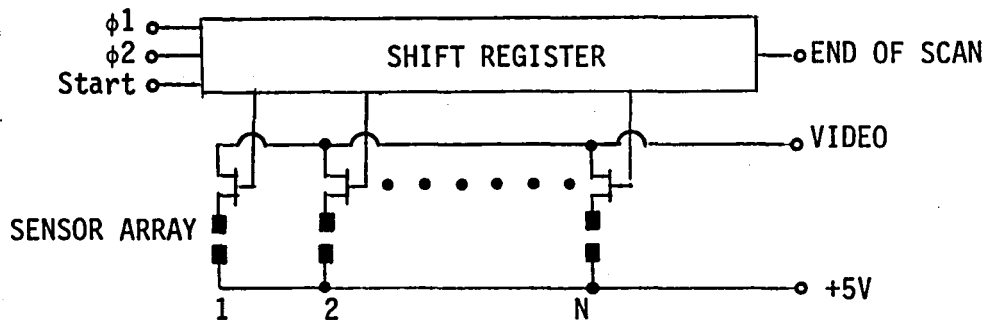 ϕ1
ϕ2
Start
SHIFT REGISTER
END OF SCAN
VIDEO
SENSOR ARRAY
+5V
1 2 N